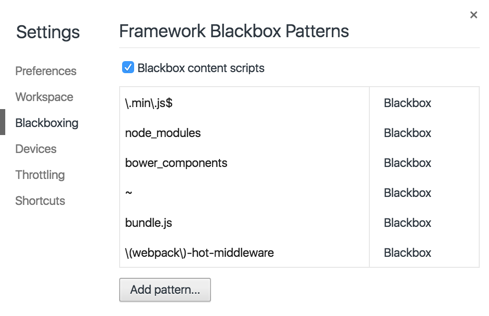 Settings
Framework Blackbox Patterns
Preferences
Workspace
Blackboxing
Devices
Throttling
Shortcuts
Blackbox content scripts
\.min\.js$ Blackbox
node_modules Blackbox
bower_components Blackbox
~ Blackbox
bundle.js Blackbox
\(webpack\)-hot-middleware Blackbox
Add pattern...